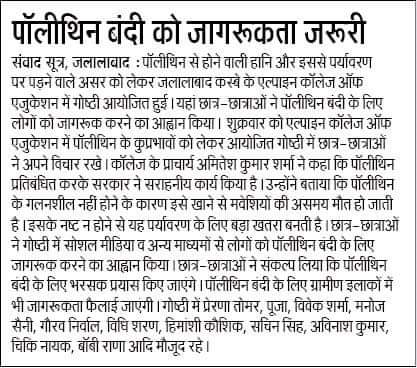 पॉलीथिन बंदी को जागरूकता जरूरी
संवाद सूत्र, जलालाबाद : पॉलीथिन से होने वाली हानि और इससे पर्यावरण
पर पड़ने वाले असर को लेकर जलालाबाद कस्बे के एल्पाइन कॉलेज ऑफ
एजुकेशन में गोष्ठी आयोजित हुई। यहां छात्र-छात्राओं ने पॉलीथिन बंदी के लिए
लोगों को जागरूक करने का आह्वान किया। शुक्रवार को एल्पाइन कॉलेज ऑफ
एजुकेशन में पॉलीथिन के कुप्रभावों को लेकर आयोजित गोष्ठी में छात्र-छात्राओं
ने अपने विचार रखे। कॉलेज के प्राचार्य अमितेश कुमार शर्मा ने कहा कि पॉलीथिन
प्रतिबंधित करके सरकार ने सराहनीय कार्य किया है। उन्होंने बताया कि पॉलीथिन
के गलनशील नहीं होने के कारण इसे खाने से मवेशियों की असमय मौत हो जाती
है। इसके नष्ट न होने से यह पर्यावरण के लिए बड़ा खतरा बनती है। छात्र-छात्राओं
ने गोष्ठी में सोशल मीडिया व अन्य माध्यमों से लोगों को पॉलीथिन बंदी के लिए
जागरूक करने का आह्वान किया। छात्र-छात्राओं ने संकल्प लिया कि पॉलीथिन
बंदी के लिए भरसक प्रयास किए जाएंगे। पॉलीथिन बंदी के लिए ग्रामीण इलाकों में
भी जागरूकता फैलाई जाएंगी। गोष्ठी में प्रेरणा तोमर, पूजा, विवेक शर्मा, मनोज
सैनी, गौरव निर्वाल, विधि शरण, हिमांशी कौशिक, सचिन सिंह, अविनाश कुमार,
चिकि नायक, बॉबी राणा आदि मौजूद रहे।